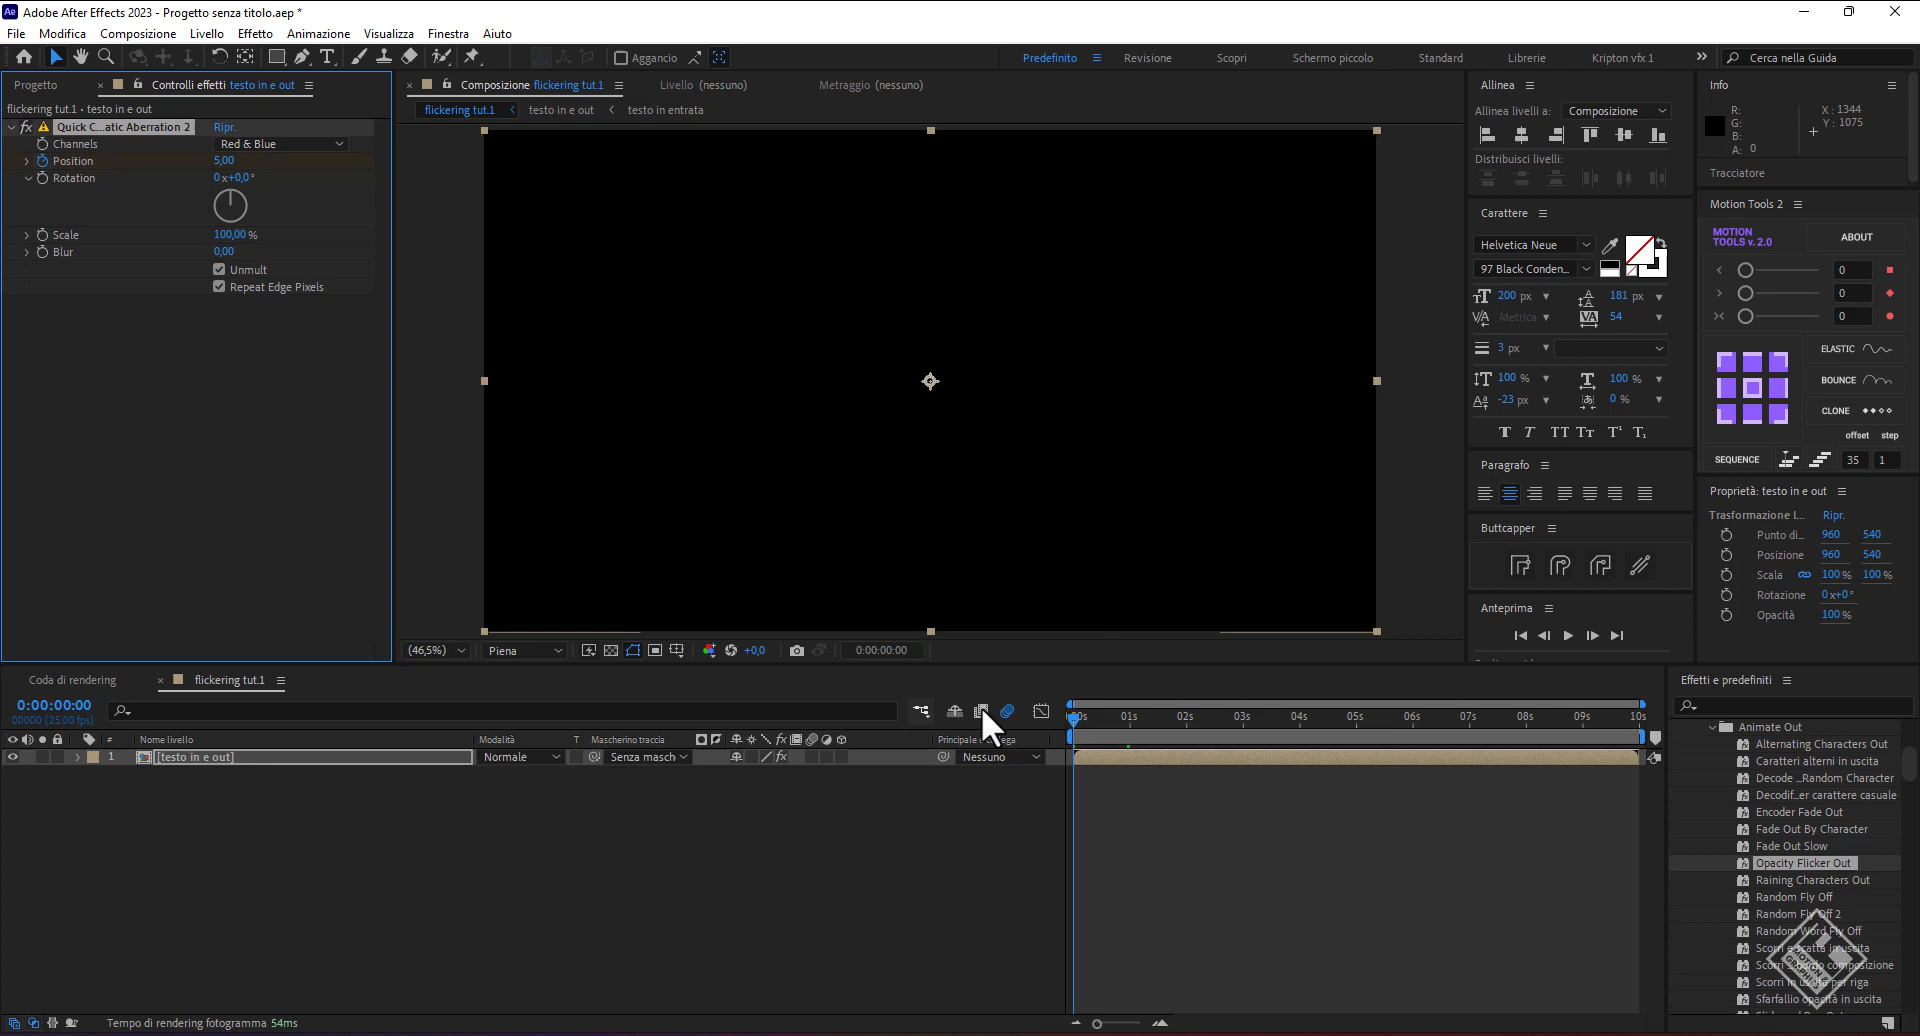 Adobe After Effects 2023 - Progetto senza titolo.aep *
File Modifica Composizione Livello Effetto Animazione Visualizza Finestra Aiuto
Aggancio
Predefinito Revisione Scopri Schermo piccolo Standard Librerie Kripton vfx 1
Cerca nella Guida
Progetto
Controlli effetti testo in e out
flickering tut.1 • testo in e out
fx Quick C...atic Aberration 2 Ripr.
Channels Red & Blue
Position 5,00
Rotation 0x+0,0°
Scale 100,00 %
Blur 0,00
Unmult
Repeat Edge Pixels
Composizione flickering tut.1
Livello (nessuno)
Metraggio (nessuno)
flickering tut.1 testo in e out testo in entrata
(46,5%) Piena +0,0 0:00:00:00
Allinea
Allinea livelli a: Composizione
Distribuisci livelli:
Carattere
Helvetica Neue
97 Black Conden...
200 px 181 px
Metrica 54
3 px
100 % 100 %
-23 px 0 %
Paragrafo
Buttcapper
Anteprima
Info
R: X: 1344
G: Y: 1075
B:
A: 0
Tracciatore
Motion Tools 2
MOTION
TOOLS v. 2.0
ABOUT
0
0
0
ELASTIC
BOUNCE
CLONE
offset step
SEQUENCE 35 1
Proprietà: testo in e out
Trasformazione l... Ripr.
Punto di... 960 540
Posizione 960 540
Scala 100 % 100 %
Rotazione 0x+0°
Opacità 100 %
Coda di rendering
flickering tut.1
0:00:00:00
00000 (25.00 fps)
# Nome livello Modalità T Mascherino traccia
1 [testo in e out] Normale Senza masch Nessuno
01s 02s 03s 04s 05s 06s 07s 08s 09s 10s
Tempo di rendering fotogramma 54ms
Effetti e predefiniti
Animate Out
Alternating Characters Out
Caratteri alterni in uscita
Decode ...Random Character
Decodif...er carattere casuale
Encoder Fade Out
Fade Out By Character
Fade Out Slow
Opacity Flicker Out
Raining Characters Out
Random Fly Off
Random Fly Off 2
Random Word Fly Off
Scorri e scatta in uscita
Scorri in uscita per riga
Sfarfallio opacità in uscita